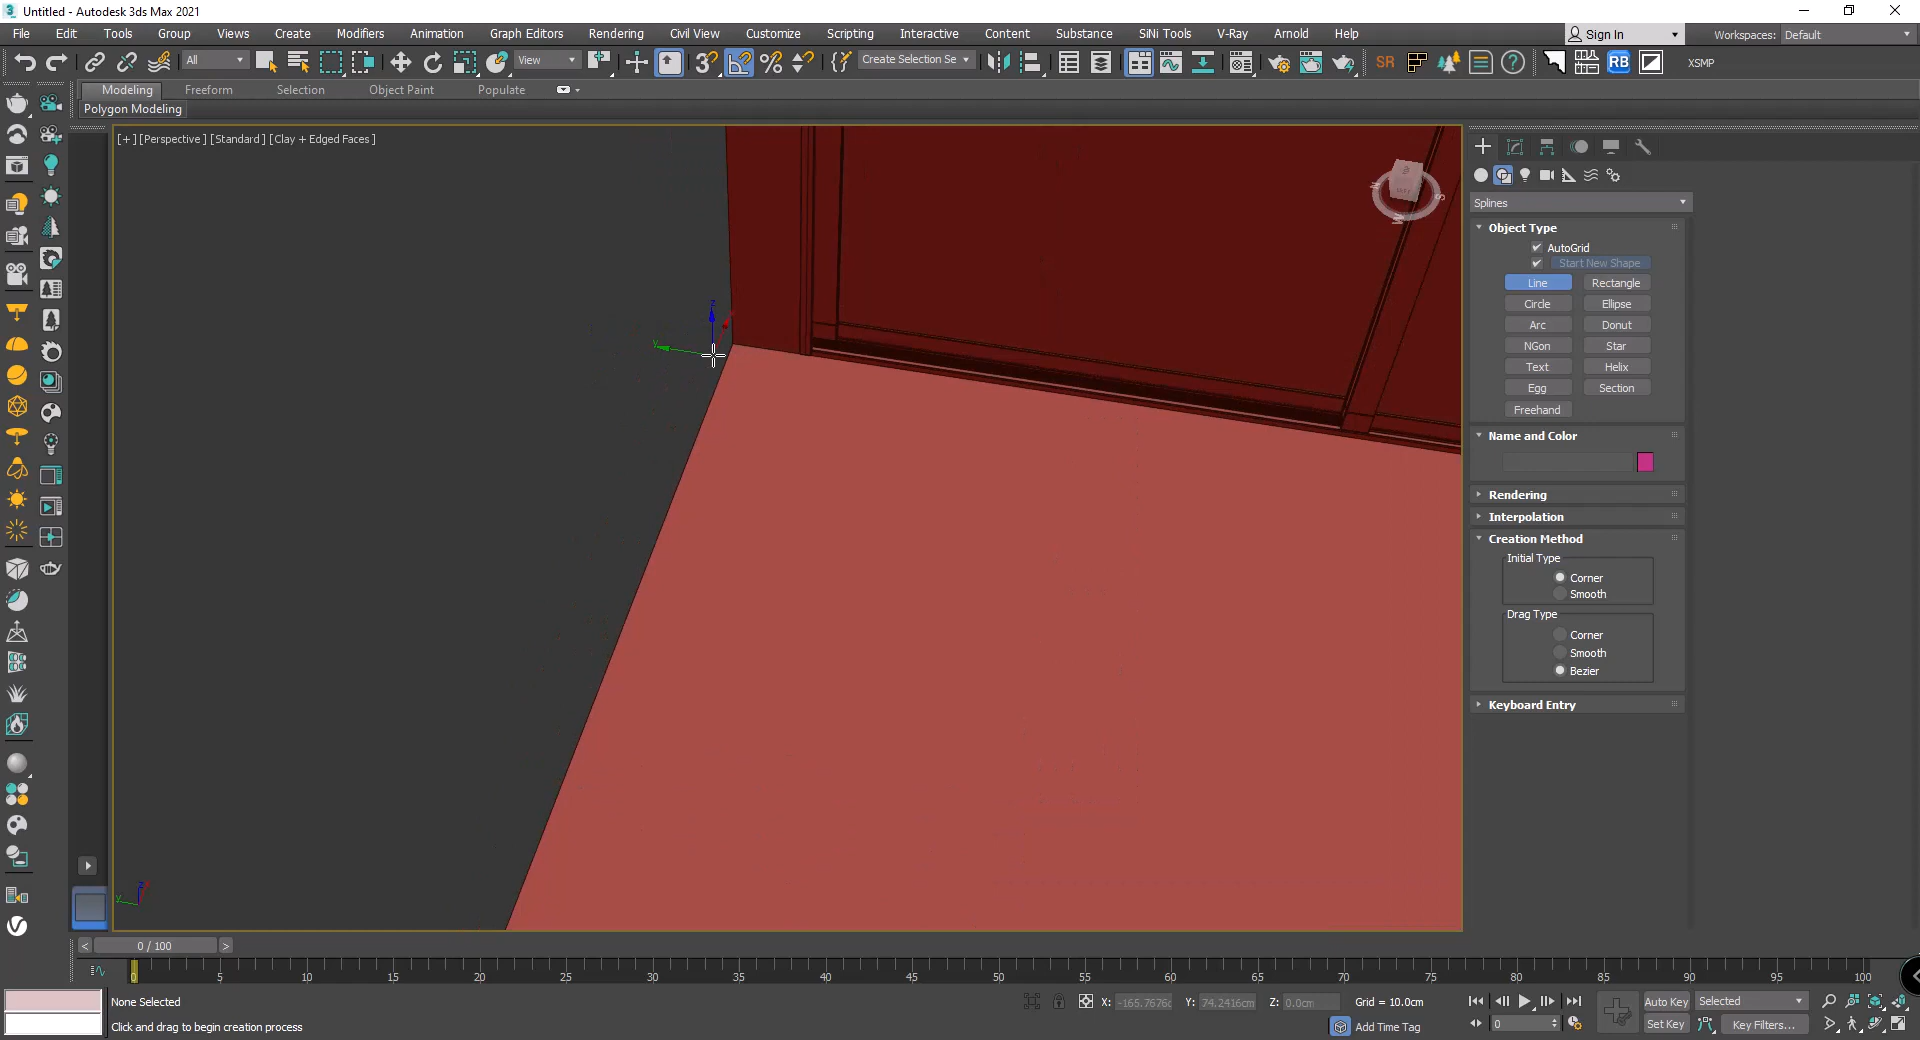 Untitled - Autodesk 3ds Max 2021
File Edit Tools Group Views Create Modifiers Animation Graph Editors Rendering Civil View Customize Scripting Interactive Content Substance SiNi Tools V-Ray Arnold Help Sign In Workspaces: Default
All View Create Selection Se SR RB XSMP
Modeling Freeform Selection Object Paint Populate
Polygon Modeling
[+] [Perspective] [Standard] [Clay + Edged Faces]
Splines
Object Type
AutoGrid
Start New Shape
Line Rectangle
Circle Ellipse
Arc Donut
NGon Star
Text Helix
Egg Section
Freehand
Name and Color
Rendering
Interpolation
Creation Method
Initial Type
Corner
Smooth
Drag Type
Corner
Smooth
Bezier
Keyboard Entry
z
y
< 0 / 100 >
0 5 10 15 20 25 30 35 40 45 50 55 60 65 70 75 80 85 90 95 100
None Selected X: -165.7676c Y: 74.2416cm Z: 0.0cm Grid = 10.0cm Auto Key Selected
Click and drag to begin creation process Add Time Tag 0 Set Key Key Filters...